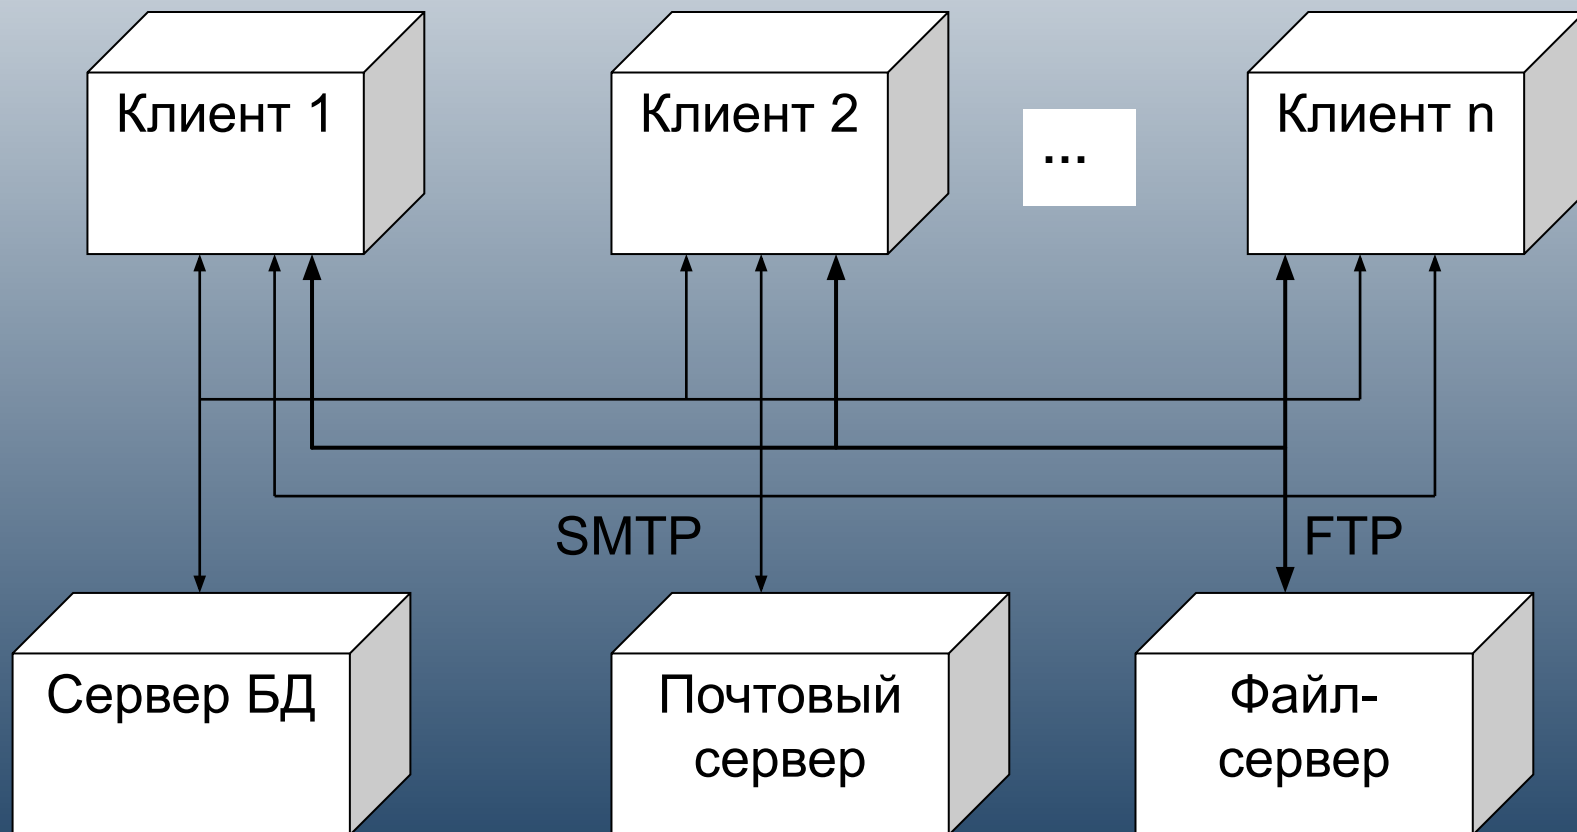 Клиент 1
Клиент 2
...
Клиент n
SMTP
FTP
Сервер БД
Почтовый
сервер
Файл-
сервер